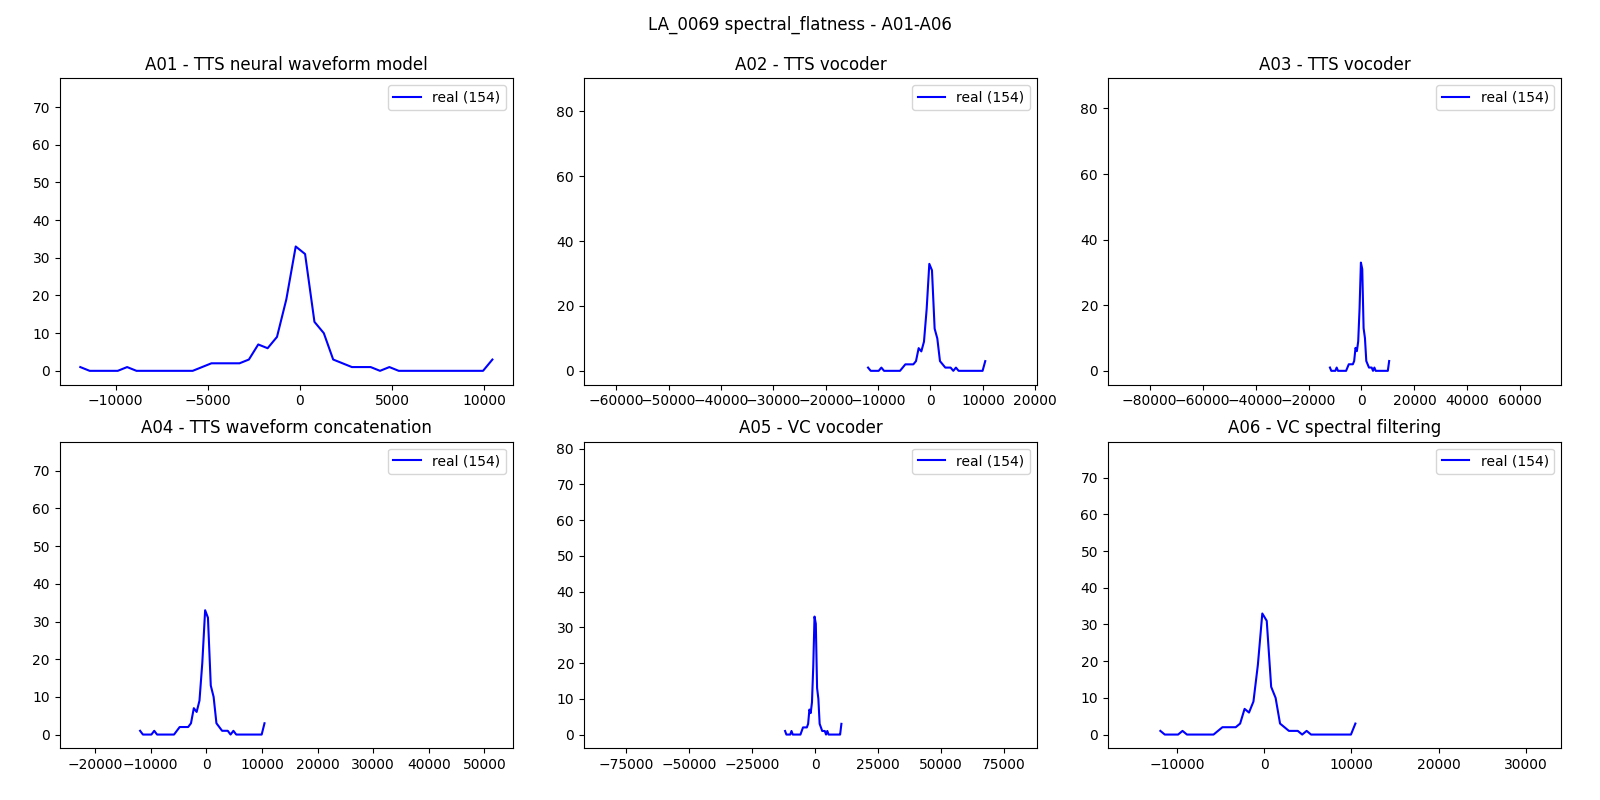 LA_0069 spectral_flatness - A01-A06
A01 - TTS neural waveform model
real (154)
70
60
50
40
30
20
10
0
−10000 −5000 0 5000 10000
A02 - TTS vocoder
real (154)
80
60
40
20
0
−60000 −50000 −40000 −30000 −20000 −10000 0 10000 20000
A03 - TTS vocoder
real (154)
80
60
40
20
0
−80000 −60000 −40000 −20000 0 20000 40000 60000
A04 - TTS waveform concatenation
real (154)
70
60
50
40
30
20
10
0
−20000 −10000 0 10000 20000 30000 40000 50000
A05 - VC vocoder
real (154)
80
70
60
50
40
30
20
10
0
−75000 −50000 −25000 0 25000 50000 75000
A06 - VC spectral filtering
real (154)
70
60
50
40
30
20
10
0
−10000 0 10000 20000 30000